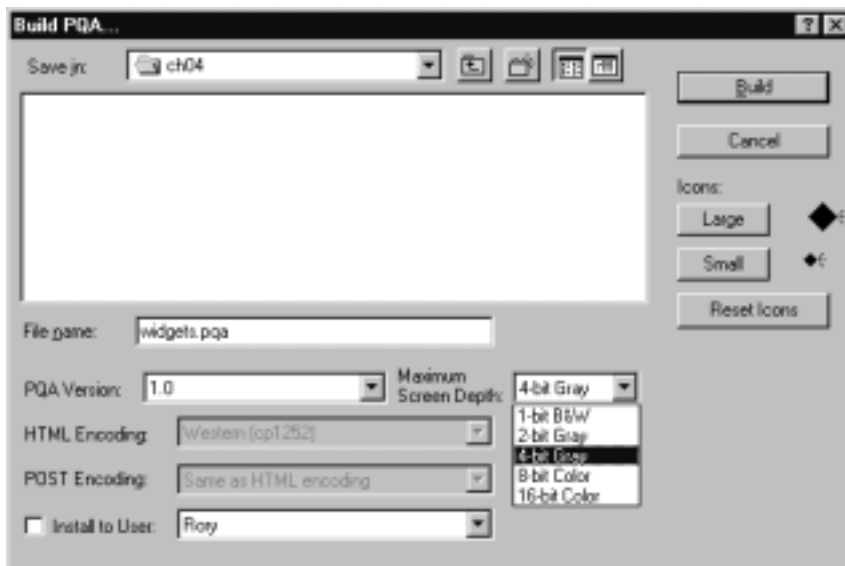 Build PQA...
Save in: ch04
Build
Cancel
Icons:
Large
Small
Reset Icons
File name: widgets.pqa
PQA Version: 1.0 Maximum Screen Depth: 4-bit Gray
1-bit B&W
2-bit Gray
4-bit Gray
8-bit Color
16-bit Color
HTML Encoding: Western (cp1252)
POST Encoding: Same as HTML encoding
Install to User: Rory